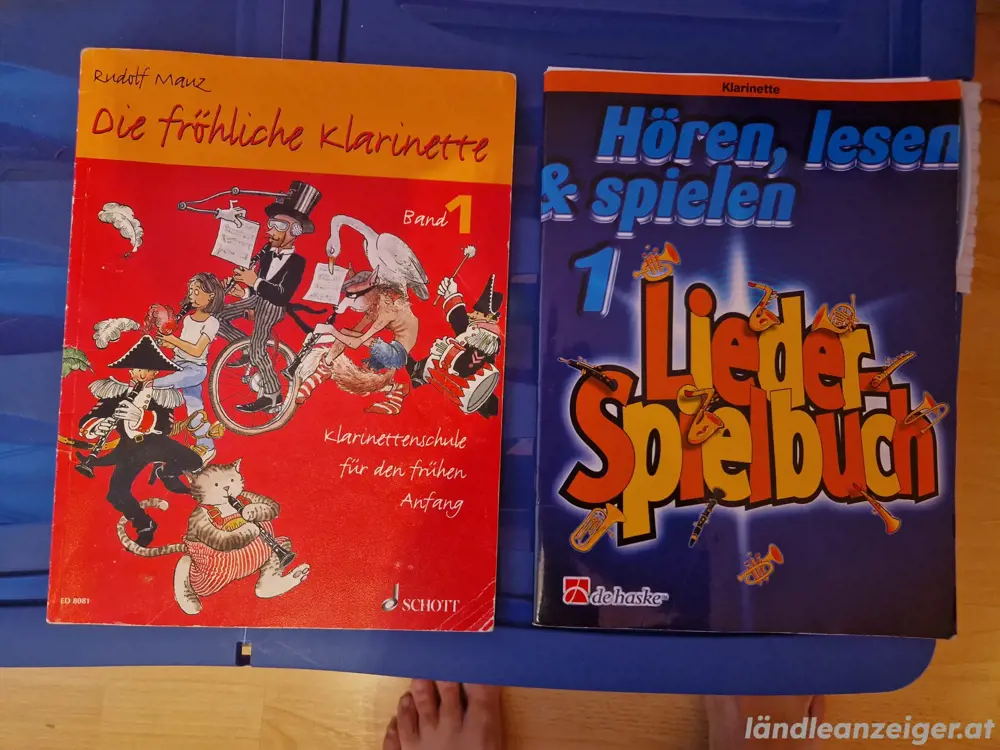 Rudolf Mauz
Die fröhliche Klarinette
Band 1
Klarinettenschule
für den frühen
Anfang
ED 8081
SCHOTT
Klarinette
Hören, lesen
& spielen
1
Lieder-
Spielbuch
de haske
ländleanzeiger.at